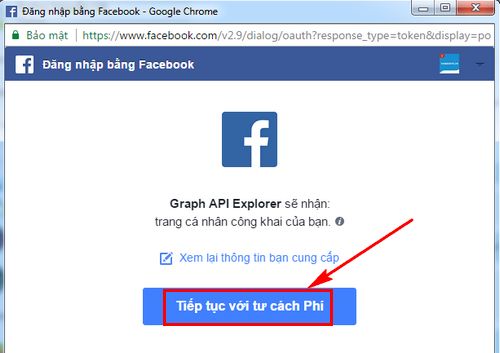 Đăng nhập bằng Facebook - Google Chrome
Bảo mật | https://www.facebook.com/v2.9/dialog/oauth?response_type=token&display=po
Đăng nhập bằng Facebook
Graph API Explorer sẽ nhận:
trang cá nhân công khai của bạn.
Xem lại thông tin bạn cung cấp
Tiếp tục với tư cách Phi